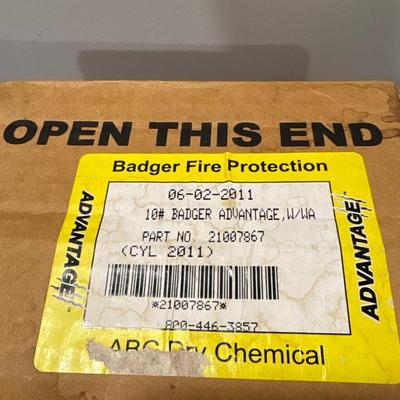 OPEN THIS END
Badger Fire Protection
06-02-2011
10# BADGER ADVANTAGE,W/WA
PART NO. 21007867
(CYL 2011)
*21007867*
800-446-3857
ABC Dry Chemical
ADVANTAGE
ADVANTAGE